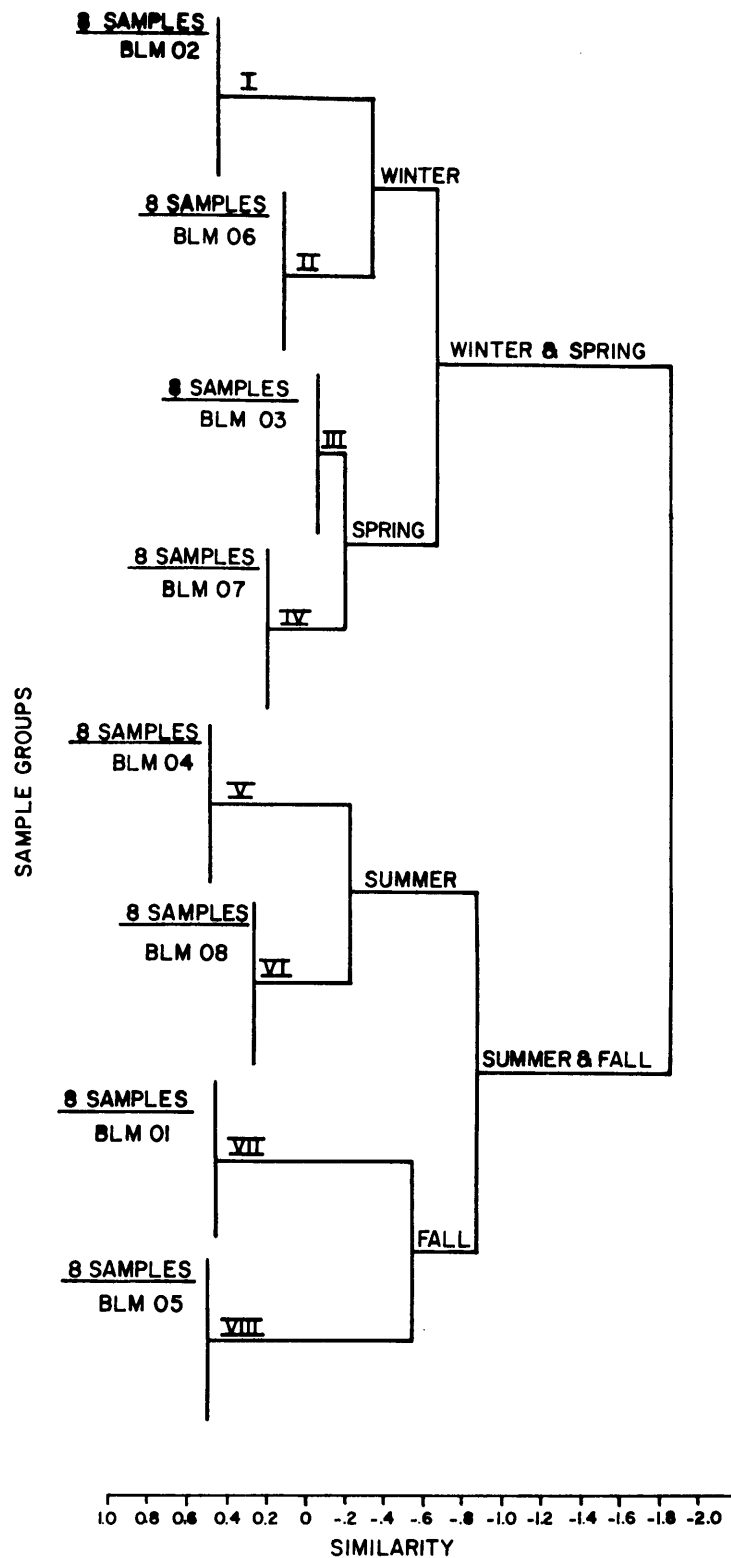 8 SAMPLES
BLM 02
I
WINTER
8 SAMPLES
BLM 06
II
WINTER & SPRING
8 SAMPLES
BLM 03
III
SPRING
8 SAMPLES
BLM 07
IV
SAMPLE GROUPS
8 SAMPLES
BLM 04
V
SUMMER
8 SAMPLES
BLM 08
VI
SUMMER & FALL
8 SAMPLES
BLM 01
VII
FALL
8 SAMPLES
BLM 05
VIII
1.0 0.8 0.6 0.4 0.2 0 -.2 -.4 -.6 -.8 -1.0 -1.2 -1.4 -1.6 -1.8 -2.0
SIMILARITY